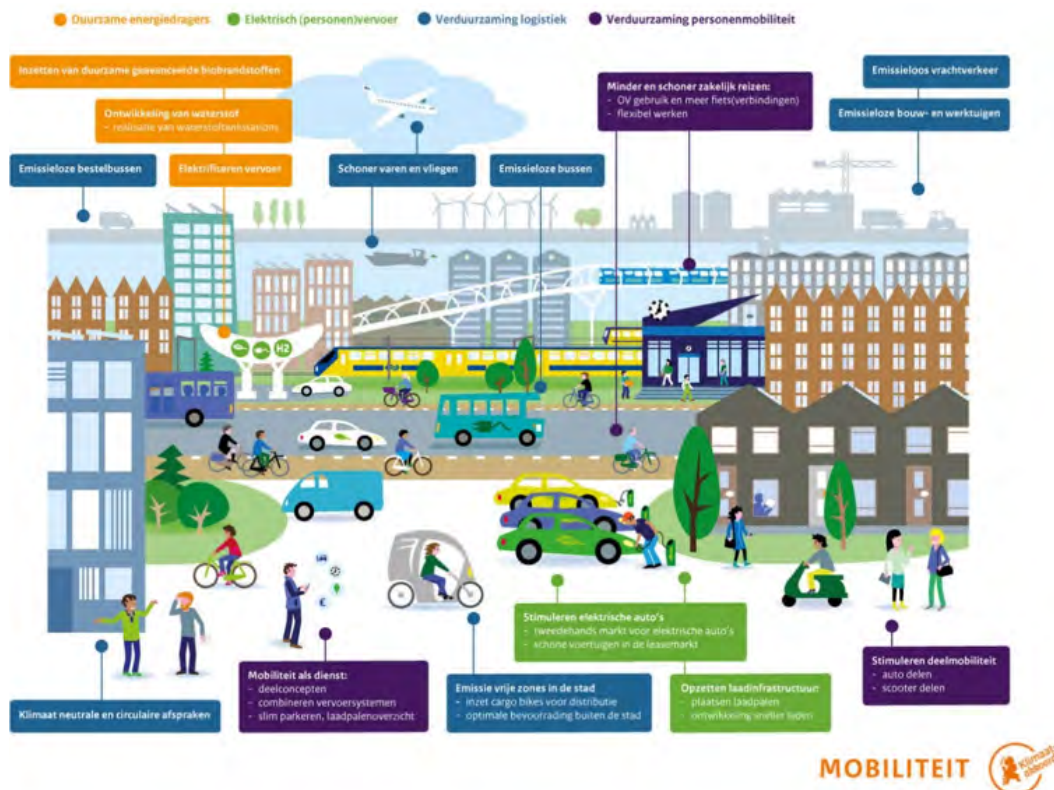 Duurzame energiedragers
Elektrisch (personen)vervoer
Verduurzaming logistiek
Verduurzaming personenmobiliteit
Inzetten van duurzame geavanceerde biobrandstoffen
Ontwikkeling van waterstof
- realisatie van waterstoftankstations
Emissieloze bestelbussen
Elektrificeren vervoer
Schoner varen en vliegen
Emissieloze bussen
Minder en schoner zakelijk reizen:
- OV gebruik en meer fiets(verbindingen)
- flexibel werken
Emissieloos vrachtverkeer
Emissieloze bouw- en werktuigen
H2
€
Klimaat neutrale en circulaire afspraken
Mobiliteit als dienst:
- deelconcepten
- combineren vervoersystemen
- slim parkeren, laadpalenoverzicht
Emissie vrije zones in de stad
- inzet cargo bikes voor distributie
- optimale bevoorrading buiten de stad
Stimuleren elektrische auto's
- tweedehands markt voor elektrische auto's
- schone voertuigen in de leasemarkt
Opzetten laadinfrastructuur:
- plaatsen laadpalen
- ontwikkeling sneller laden
Stimuleren deelmobiliteit
- auto delen
- scooter delen
MOBILITEIT
Klimaat
akkoord